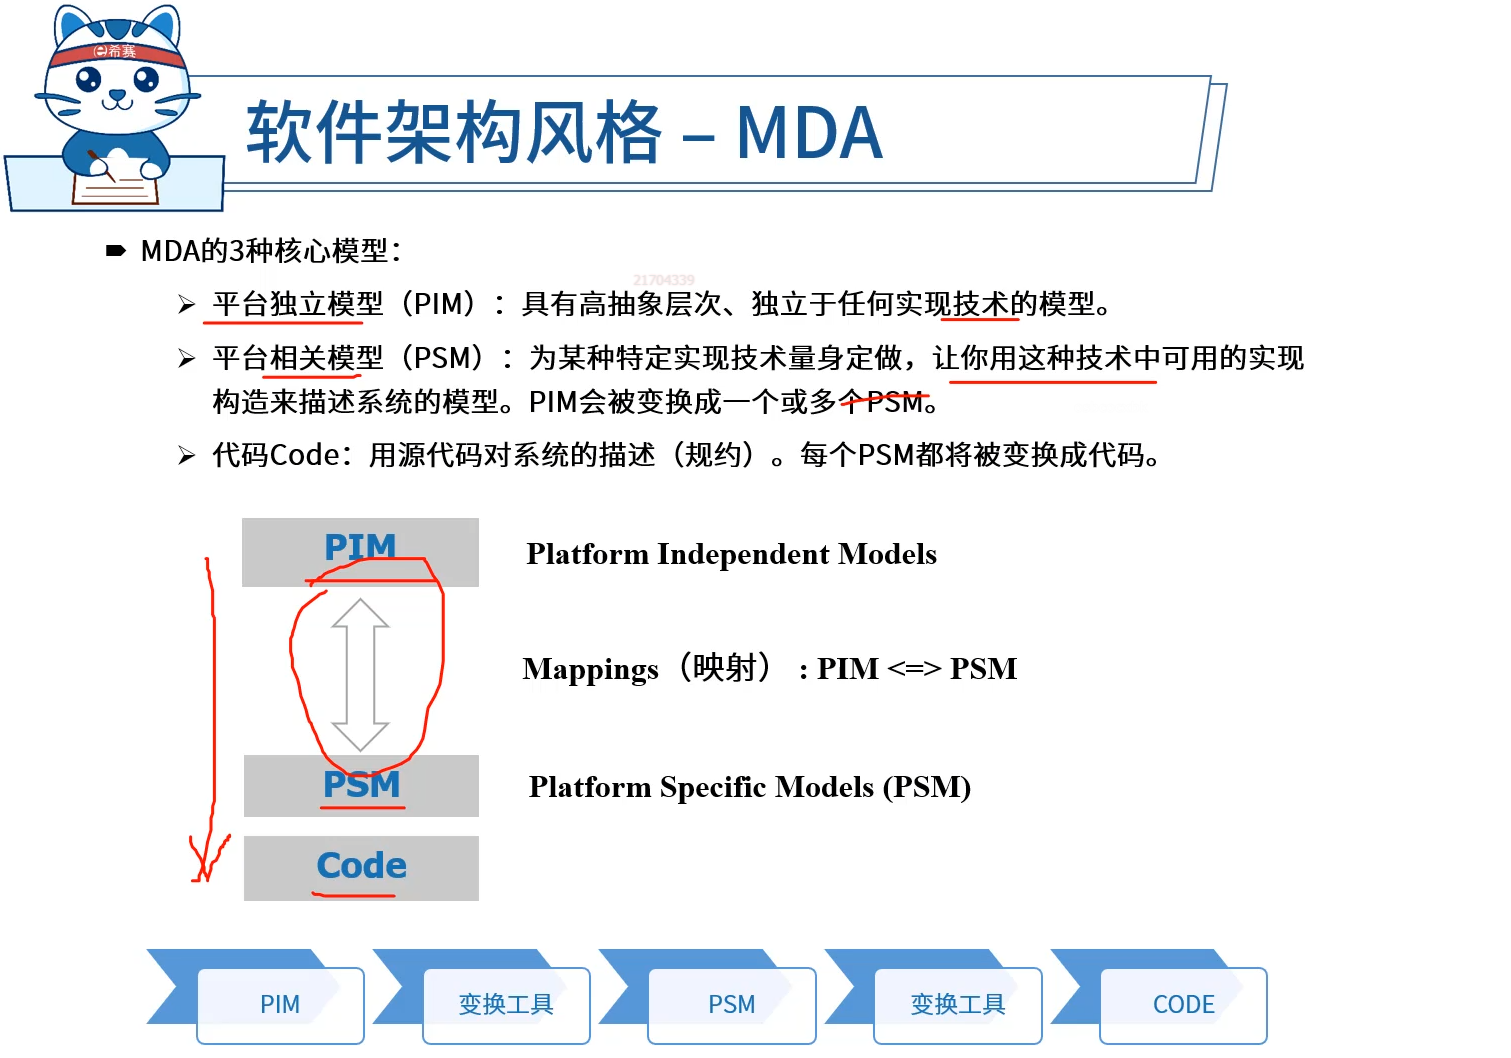 希赛
软件架构风格 – MDA
MDA的3种核心模型：
21704339
平台独立模型（PIM）：具有高抽象层次、独立于任何实现技术的模型。
平台相关模型（PSM）：为某种特定实现技术量身定做，让你用这种技术中可用的实现
构造来描述系统的模型。PIM会被变换成一个或多个PSM。
代码Code：用源代码对系统的描述（规约）。每个PSM都将被变换成代码。
PIM
Platform Independent Models
Mappings（映射）：PIM <=> PSM
PSM
Platform Specific Models (PSM)
Code
PIM
变换工具
PSM
变换工具
CODE